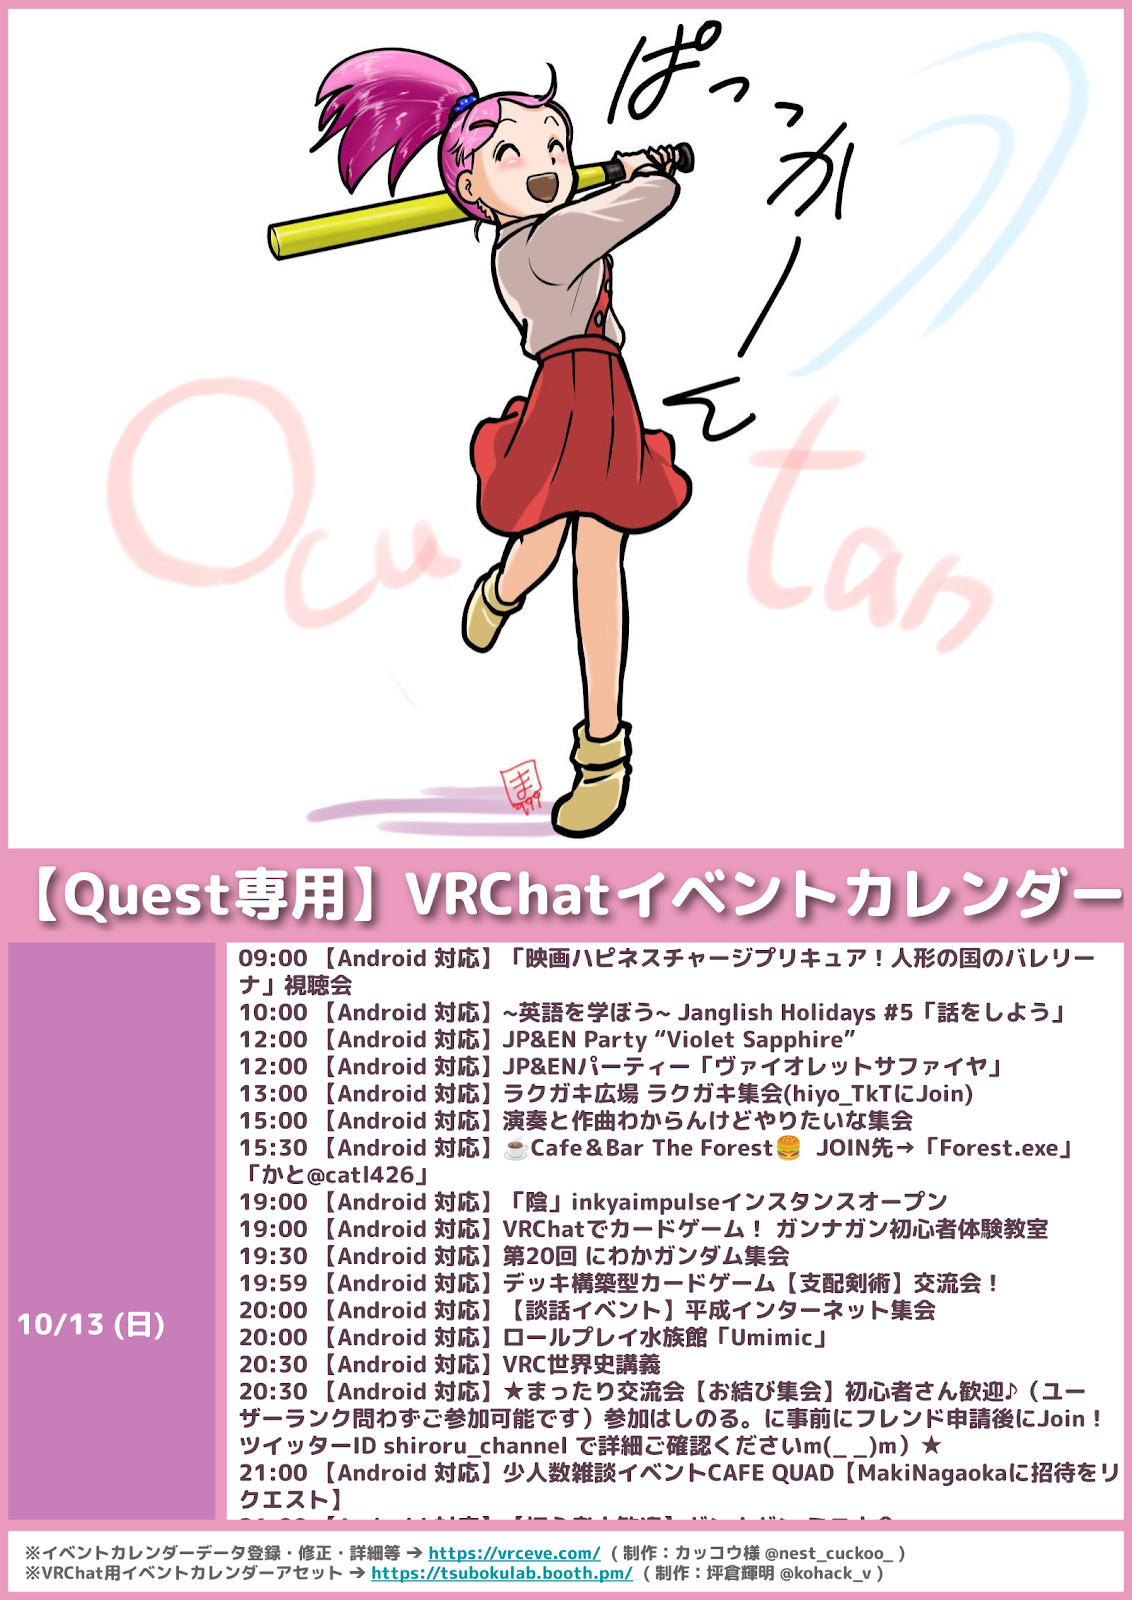 ぱっっかーん
Ocu tan
ま
999
【Quest専用】VRChatイベントカレンダー
10/13 (日)
09:00 【Android 対応】「映画ハピネスチャージプリキュア！人形の国のバレリー
ナ」視聴会
10:00 【Android 対応】~英語を学ぼう~ Janglish Holidays #5「話をしよう」
12:00 【Android 対応】JP&EN Party “Violet Sapphire”
12:00 【Android 対応】JP&ENパーティー「ヴァイオレットサファイヤ」
13:00 【Android 対応】ラクガキ広場 ラクガキ集会(hiyo_TkTにJoin)
15:00 【Android 対応】演奏と作曲わからんけどやりたいな集会
15:30 【Android 対応】☕Cafe＆Bar The Forest🍔 JOIN先→「Forest.exe」
「かと@catl426」
19:00 【Android 対応】「陰」inkyaimpulseインスタンスオープン
19:00 【Android 対応】VRChatでカードゲーム！ ガンナガン初心者体験教室
19:30 【Android 対応】第20回 にわかガンダム集会
19:59 【Android 対応】デッキ構築型カードゲーム【支配剣術】交流会！
20:00 【Android 対応】【談話イベント】平成インターネット集会
20:00 【Android 対応】ロールプレイ水族館「Umimic」
20:30 【Android 対応】VRC世界史講義
20:30 【Android 対応】★まったり交流会【お結び集会】初心者さん歓迎♪（ユー
ザーランク問わずご参加可能です）参加はしのる。に事前にフレンド申請後にJoin！
ツイッターID shiroru_channel で詳細ご確認くださいm(_ _)m）★
21:00 【Android 対応】少人数雑談イベントCAFE QUAD【MakiNagaokaに招待をリ
クエスト】
※イベントカレンダーデータ登録・修正・詳細等 ➔ https://vrceve.com/ （制作：カッコウ様 @nest_cuckoo_ ）
※VRChat用イベントカレンダーアセット ➔ https://tsubokulab.booth.pm/ （制作：坪倉輝明 @kohack_v ）